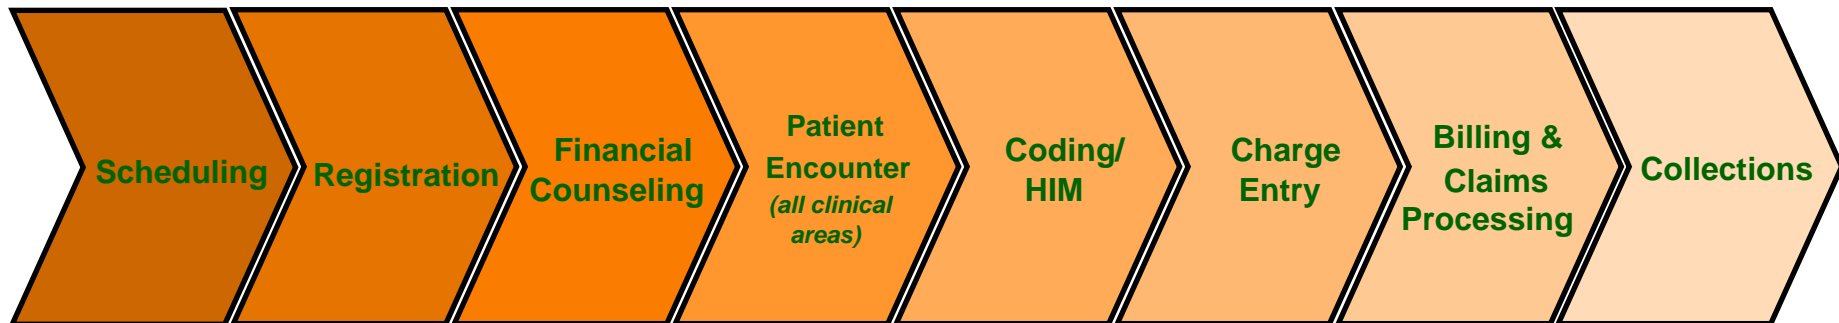 Scheduling
Registration
Financial
Counseling
Patient
Encounter
(all clinical
areas)
Coding/
HIM
Charge
Entry
Billing &
Claims
Processing
Collections